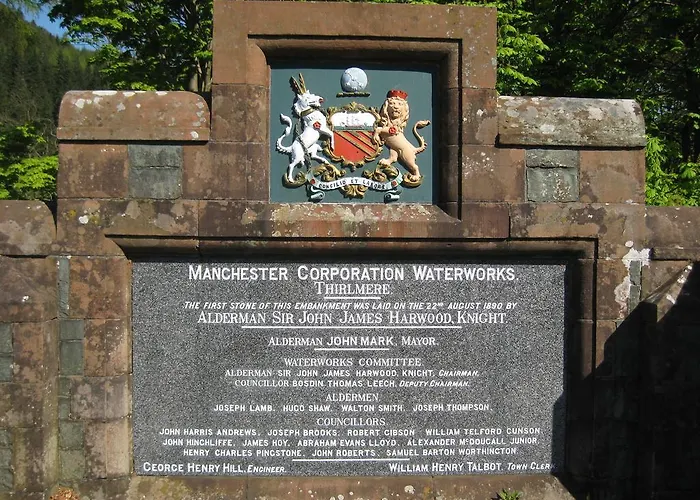 CONCILIO ET LABORE
MANCHESTER CORPORATION WATERWORKS.
THIRLMERE.
THE FIRST STONE OF THIS EMBANKMENT WAS LAID ON THE 22ND AUGUST 1890 BY
ALDERMAN SIR JOHN JAMES HARWOOD, KNIGHT.
ALDERMAN JOHN MARK, MAYOR.
WATERWORKS COMMITTEE
ALDERMAN SIR JOHN JAMES HARWOOD, KNIGHT, CHAIRMAN.
COUNCILLOR BOSDIN THOMAS LEECH, DEPUTY CHAIRMAN.
ALDERMEN
JOSEPH LAMB. HUGO SHAW. WALTON SMITH. JOSEPH THOMPSON.
COUNCILLORS
JOHN HARRIS ANDREWS, JOSEPH BROOKS, ROBERT GIBSON WILLIAM TELFORD GUNSON.
JOHN HINCHLIFFE, JAMES HOY, ABRAHAM EVANS LLOYD, ALEXANDER McDOUGALL JUNIOR.
HENRY CHARLES PINGSTONE, JOHN ROBERTS, SAMUEL BARTON WORTHINGTON.
GEORGE HENRY HILL, ENGINEER. WILLIAM HENRY TALBOT, TOWN CLERK